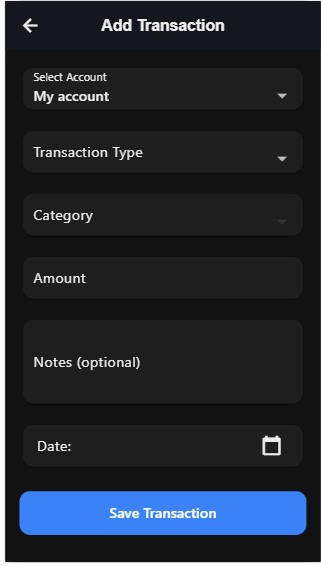 Add Transaction
Select Account
My account
Transaction Type
Category
Amount
Notes (optional)
Date:
Save Transaction